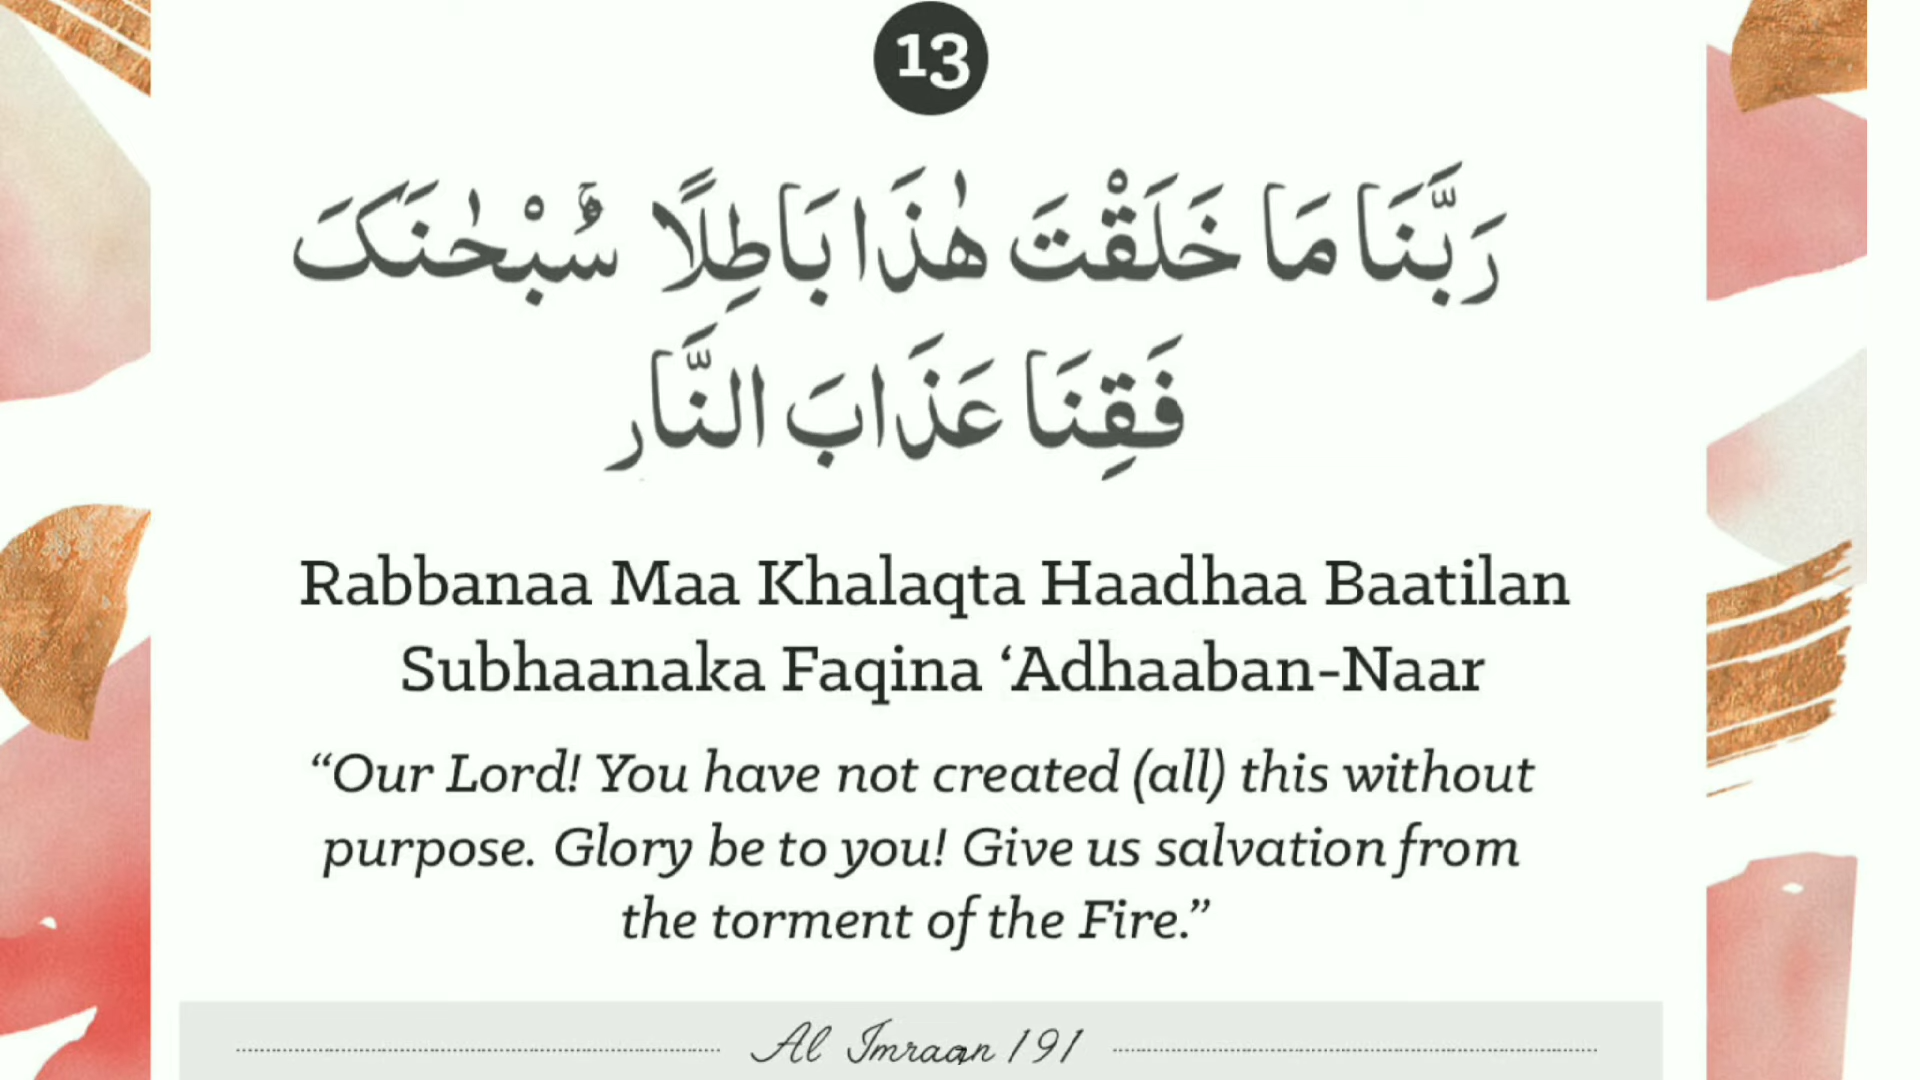 13
رَبَّنَا مَا خَلَقْتَ هٰذَا بَاطِلًا سُبْحٰنَکَ
فَقِنَا عَذَابَ النَّار
Rabbanaa Maa Khalaqta Haadhaa Baatilan
Subhaanaka Faqina ‘Adhaaban-Naar
“Our Lord! You have not created (all) this without
purpose. Glory be to you! Give us salvation from
the torment of the Fire.”
Al Imraan 191